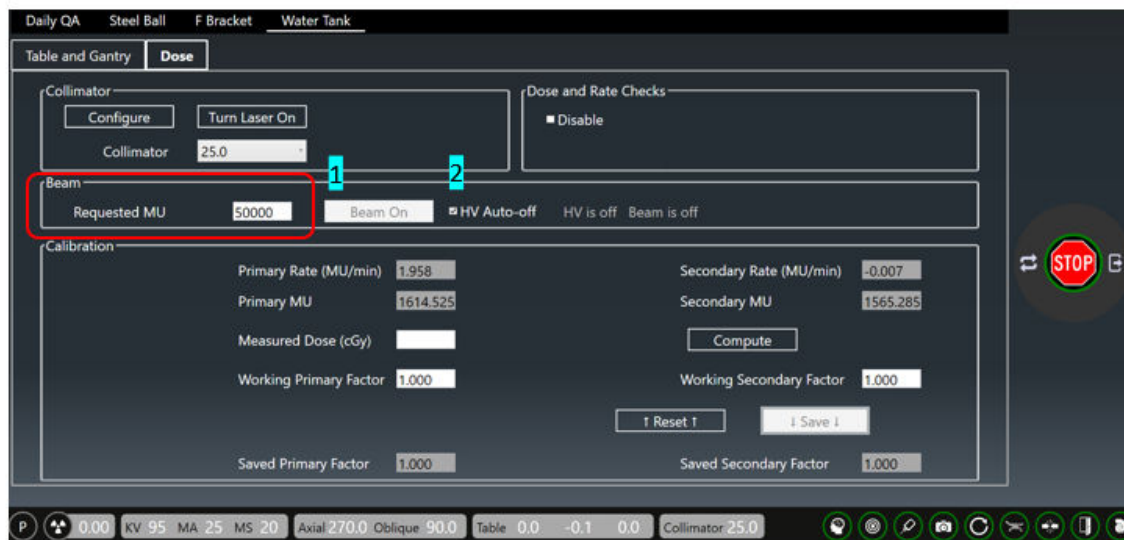 Daily QA Steel Ball F Bracket Water Tank
Table and Gantry Dose
Collimator Dose and Rate Checks
Configure Turn Laser On Disable
Collimator 25.0
1 2
Beam
Requested MU 50000 Beam On HV Auto-off HV is off Beam is off
Calibration
Primary Rate (MU/min) 1.958 Secondary Rate (MU/min) -0.007
Primary MU 1614.525 Secondary MU 1565.285
Measured Dose (cGy) Compute
Working Primary Factor 1.000 Working Secondary Factor 1.000
↑ Reset ↑ ↓ Save ↓
Saved Primary Factor 1.000 Saved Secondary Factor 1.000
STOP
P 0.00 KV 95 MA 25 MS 20 Axial 270.0 Oblique 90.0 Table 0.0 -0.1 0.0 Collimator 25.0